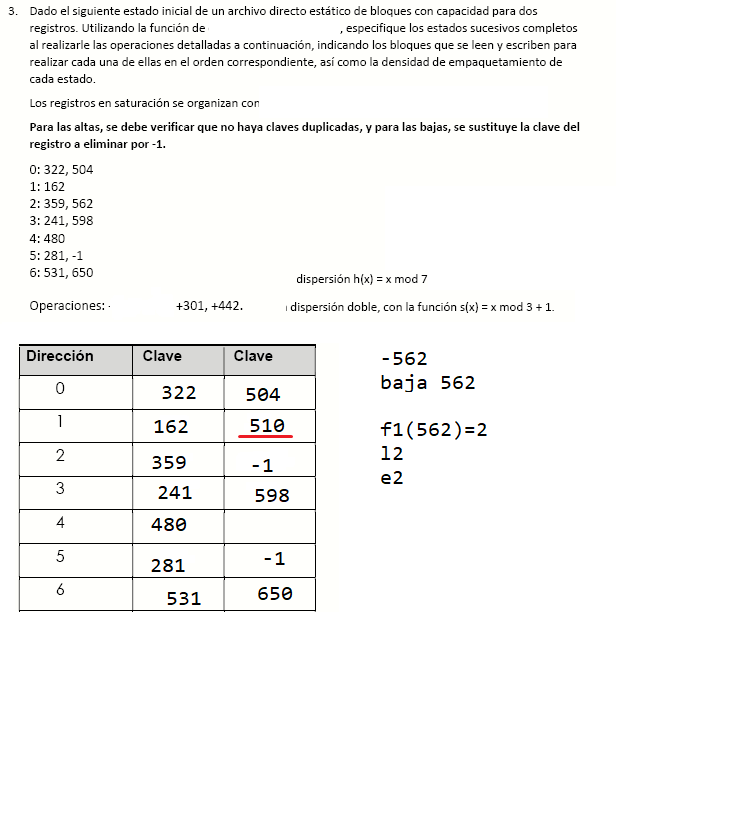 3. Dado el siguiente estado inicial de un archivo directo estático de bloques con capacidad para dos
registros. Utilizando la función de , especifique los estados sucesivos completos
al realizarle las operaciones detalladas a continuación, indicando los bloques que se leen y escriben para
realizar cada una de ellas en el orden correspondiente, así como la densidad de empaquetamiento de
cada estado.
Los registros en saturación se organizan con
Para las altas, se debe verificar que no haya claves duplicadas, y para las bajas, se sustituye la clave del
registro a eliminar por -1.
0: 322, 504
1: 162
2: 359, 562
3: 241, 598
4: 480
5: 281, -1
6: 531, 650
dispersión h(x) = x mod 7
Operaciones: +301, +442. dispersión doble, con la función s(x) = x mod 3 + 1.
Dirección Clave Clave
0 322 504
1 162 510
2 359 -1
3 241 598
4 480
5 281 -1
6 531 650
-562
baja 562
f1(562)=2
l2
e2